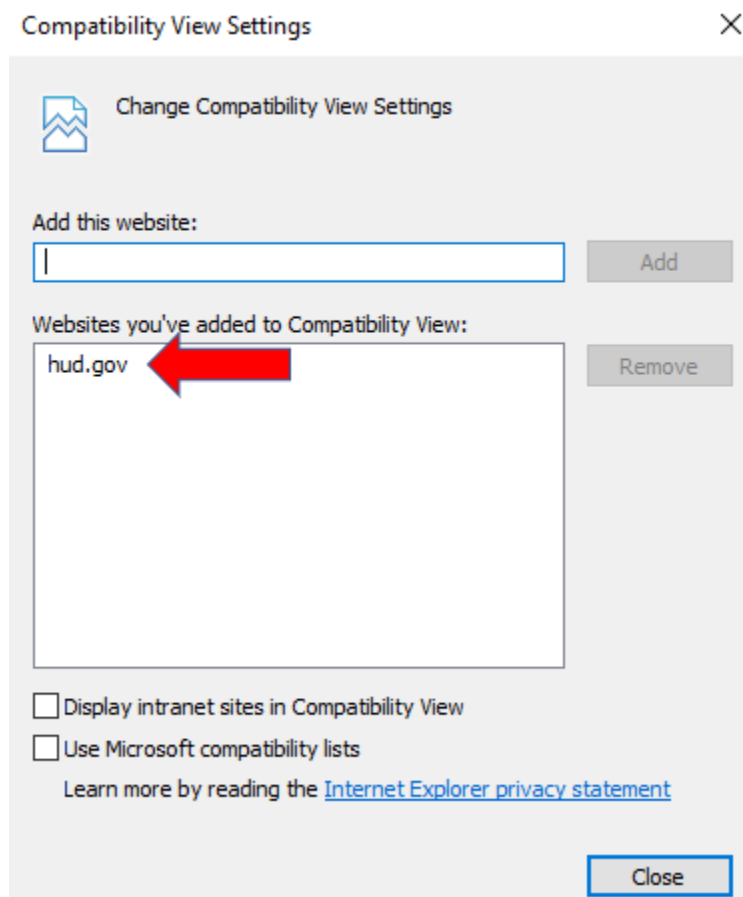 Compatibility View Settings
Change Compatibility View Settings
Add this website:
Add
Websites you've added to Compatibility View:
hud.gov
Remove
Display intranet sites in Compatibility View
Use Microsoft compatibility lists
Learn more by reading the Internet Explorer privacy statement
Close